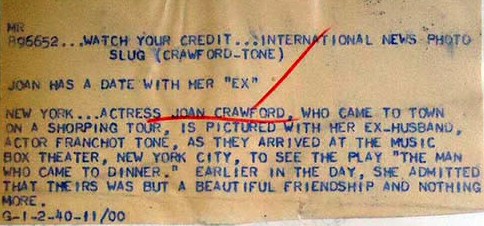 MR
B96652...WATCH YOUR CREDIT...INTERNATIONAL NEWS PHOTO
SLUG (CRAWFORD-TONE)
JOAN HAS A DATE WITH HER "EX"
NEW YORK...ACTRESS JOAN CRAWFORD, WHO CAME TO TOWN
ON A SHOPPING TOUR, IS PICTURED WITH HER EX-HUSBAND,
ACTOR FRANCHOT TONE, AS THEY ARRIVED AT THE MUSIC
BOX THEATER, NEW YORK CITY, TO SEE THE PLAY "THE MAN
WHO CAME TO DINNER." EARLIER IN THE DAY, SHE ADMITTED
THAT THEIRS WAS BUT A BEAUTIFUL FRIENDSHIP AND NOTHING
MORE.
G-1-2-40-11/00